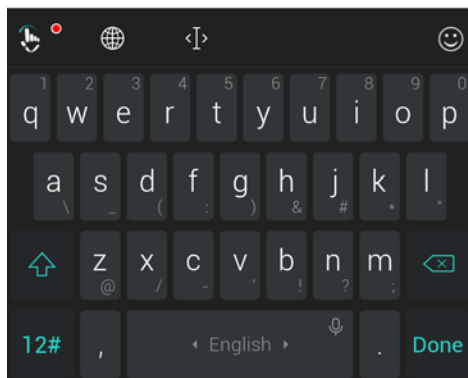 1 2 3 4 5 6 7 8 9 0
q w e r t y u i o p
a s d f g h j k l
\ _ ( : ) & # * "
z x c v b n m
@ / - ' ! ? ;
12# , English . Done